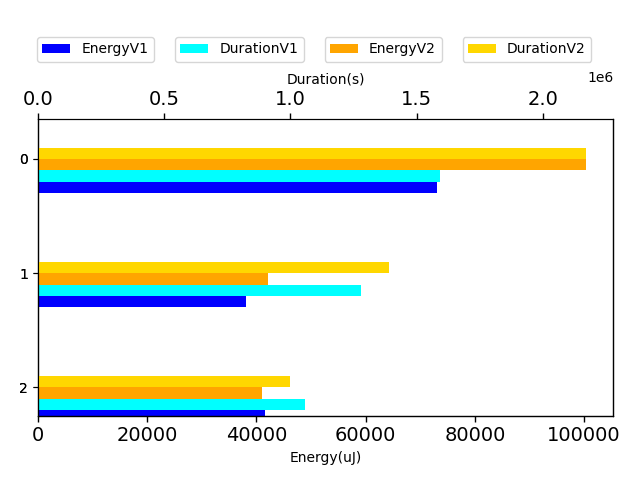 EnergyV1 DurationV1 EnergyV2 DurationV2
Duration(s)
1e6
0.0 0.5 1.0 1.5 2.0
0
1
2
0 20000 40000 60000 80000 100000
Energy(uJ)